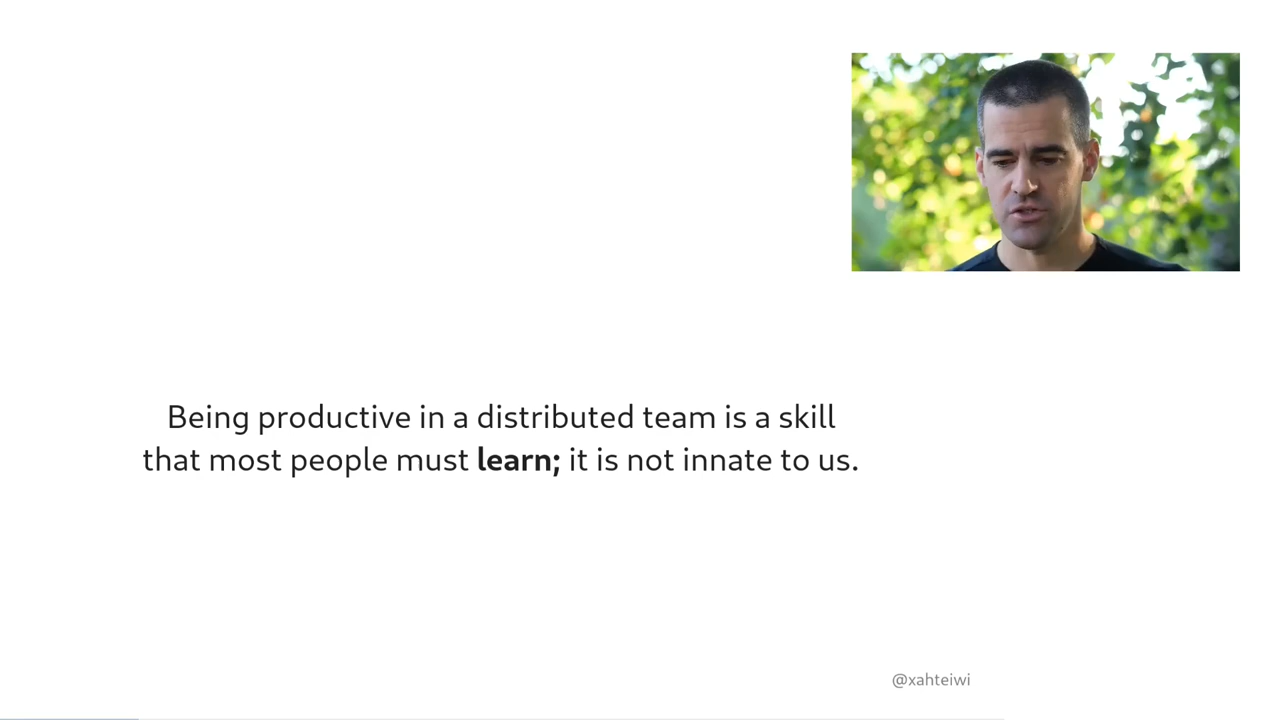 Being productive in a distributed team is a skill
that most people must learn; it is not innate to us.
@xahteiwi